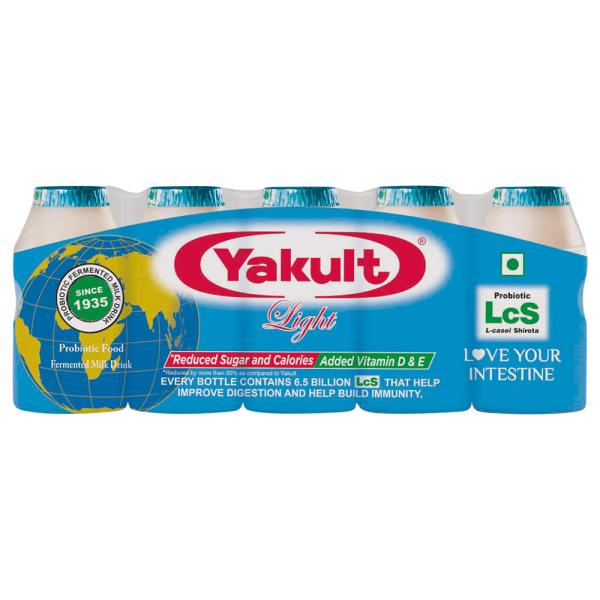 Yakult®
Light
*Reduced Sugar and Calories Added Vitamin D & E
*Reduced by more than 50% as compared to Yakult
EVERY BOTTLE CONTAINS 6.5 BILLION LcS THAT HELP
IMPROVE DIGESTION AND HELP BUILD IMMUNITY.
PROBIOTIC FERMENTED MILK DRINK
SINCE
1935
Probiotic Food
Fermented Milk Drink
Probiotic
LcS
L-casei Shirota
L♥VE YOUR
INTESTINE